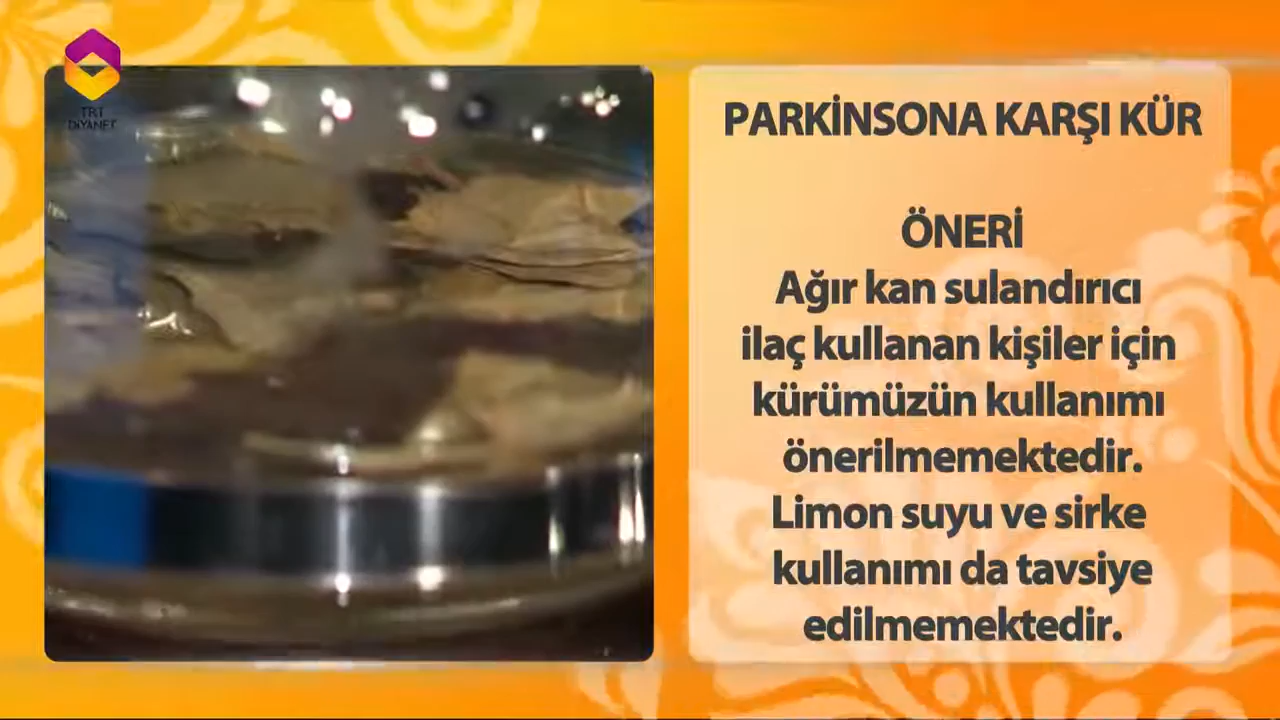 TRT
DİYANET
PARKİNSONA KARŞI KÜR
ÖNERİ
Ağır kan sulandırıcı
ilaç kullanan kişiler için
kürümüzün kullanımı
önerilmemektedir.
Limon suyu ve sirke
kullanımı da tavsiye
edilmemektedir.